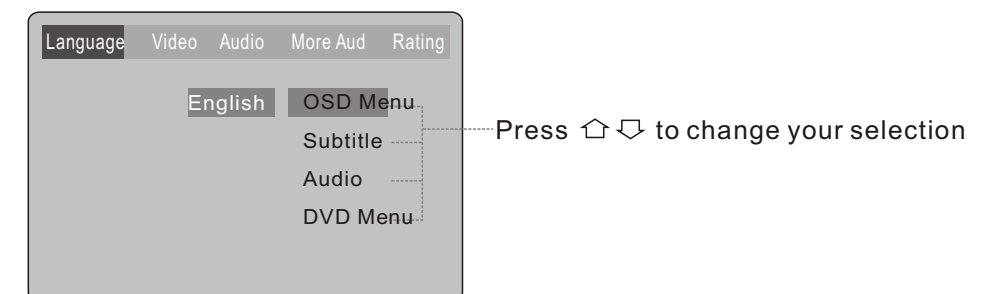 Language Video Audio More Aud Rating
English OSD Menu
Subtitle
Audio
DVD Menu
Press ⇧ ⇩ to change your selection